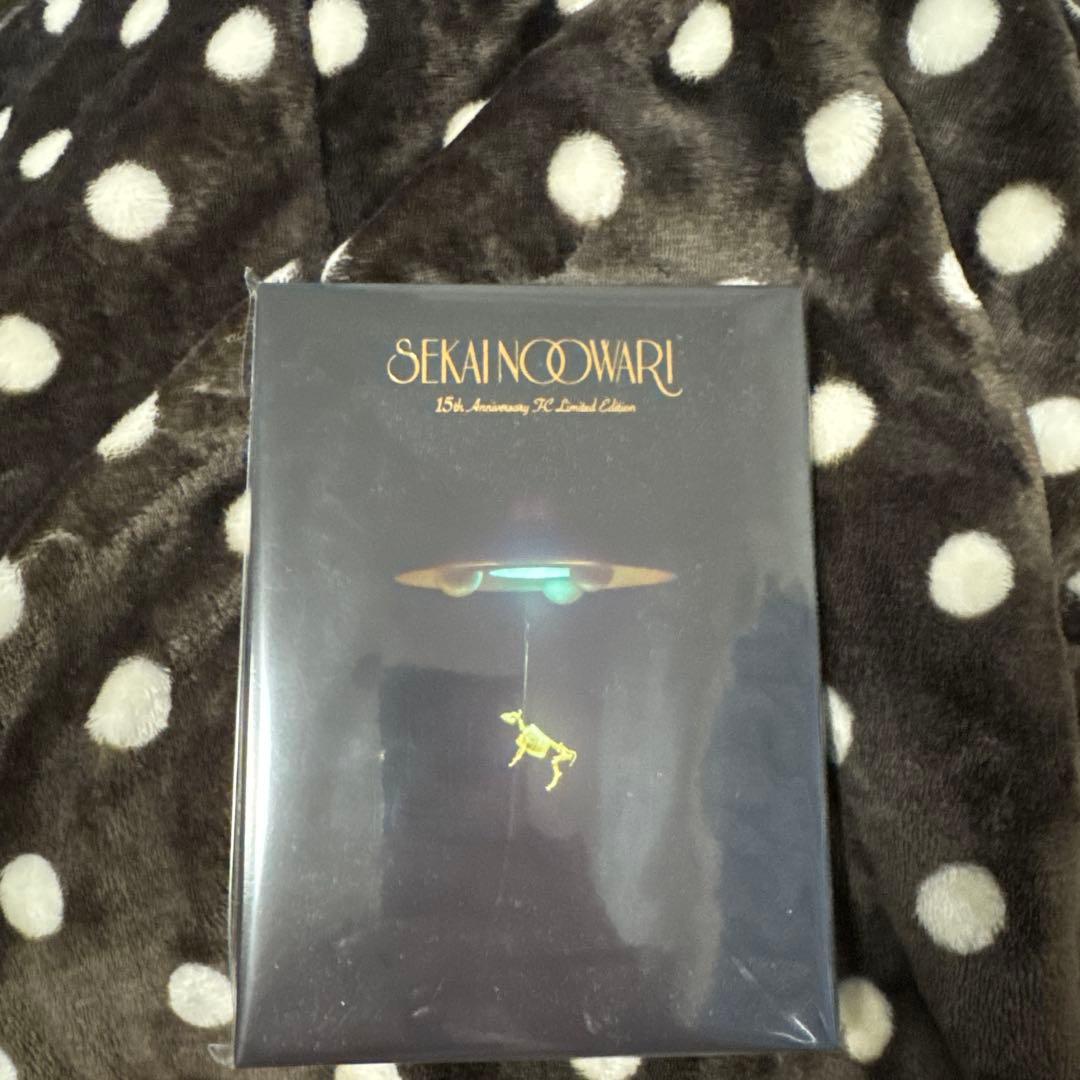 SEKAI NO OWARI
15th Anniversary FC Limited Edition